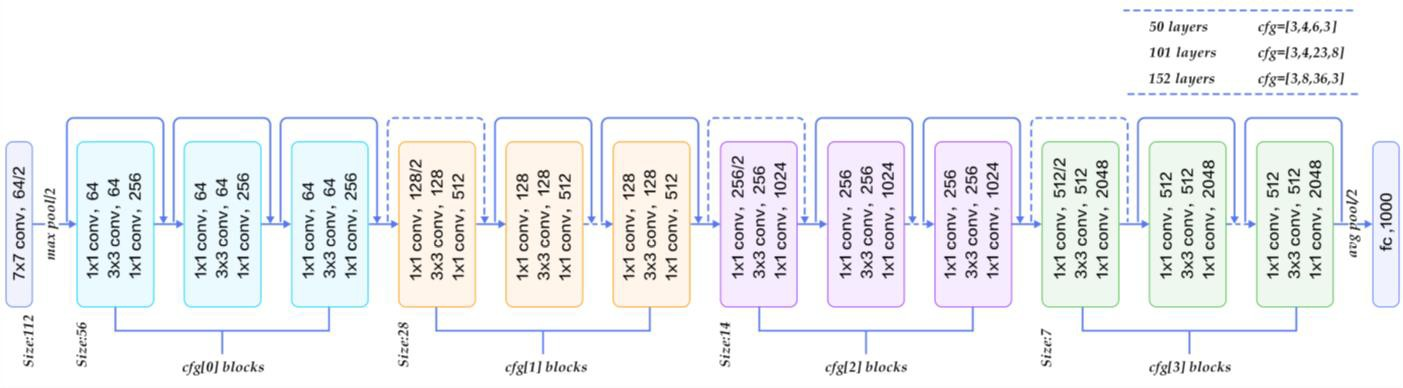 50 layers cfg=[3,4,6,3]
101 layers cfg=[3,4,23,8]
152 layers cfg=[3,8,36,3]
7x7 conv, 64/2
max pool/2
1x1 conv, 64
3x3 conv, 64
1x1 conv, 256
1x1 conv, 64
3x3 conv, 64
1x1 conv, 256
1x1 conv, 64
3x3 conv, 64
1x1 conv, 256
1x1 conv, 128/2
3x3 conv, 128
1x1 conv, 512
1x1 conv, 128
3x3 conv, 128
1x1 conv, 512
1x1 conv, 128
3x3 conv, 128
1x1 conv, 512
1x1 conv, 256/2
3x3 conv, 256
1x1 conv, 1024
1x1 conv, 256
3x3 conv, 256
1x1 conv, 1024
1x1 conv, 256
3x3 conv, 256
1x1 conv, 1024
1x1 conv, 512/2
3x3 conv, 512
1x1 conv, 2048
1x1 conv, 512
3x3 conv, 512
1x1 conv, 2048
1x1 conv, 512
3x3 conv, 512
1x1 conv, 2048
avg pool/2
fc ,1000
Size:112
Size:56
cfg[0] blocks
Size:28
cfg[1] blocks
Size:14
cfg[2] blocks
Size:7
cfg[3] blocks